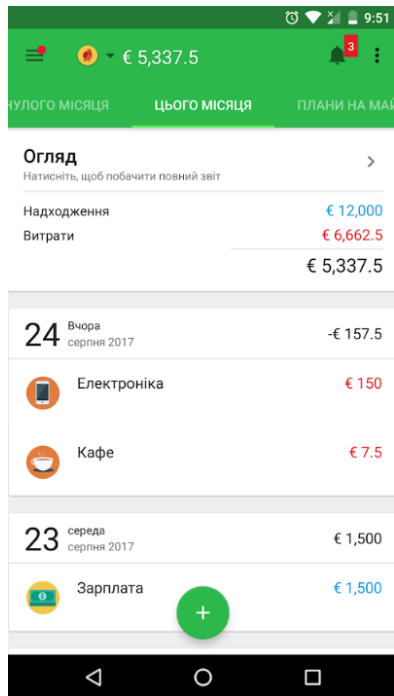 9:51
€ 5,337.5
3
НУЛОГО МІСЯЦЯ ЦЬОГО МІСЯЦЯ ПЛАНИ НА МАЙ
Огляд
Натисніть, щоб побачити повний звіт
Надходження € 12,000
Витрати € 6,662.5
€ 5,337.5
24 Вчора
серпня 2017
-€ 157.5
Електроніка € 150
Кафе € 7.5
23 середа
серпня 2017
€ 1,500
Зарплата € 1,500
+